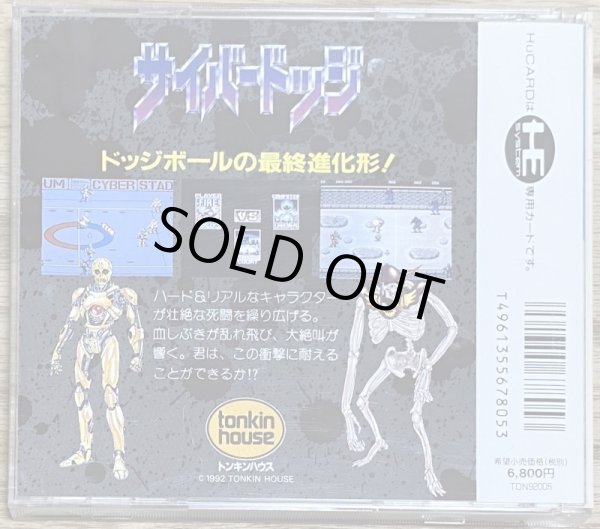 サイバードッジ
ドッジボールの最終進化形!
UM CYBER STAD
VS
SOLD OUT
ハード&リアルなキャラクター
が壮絶な死闘を繰り広げる。
血しぶきが乱れ飛び、大絶叫が
響く。君は、この衝撃に耐える
ことができるか!?
tonkin
house
トンキンハウス
©1992 TONKIN HOUSE
HuCARDは
HE
system
専用カードです。
T4961355678053
希望小売価格(税別)
6,800円
TON92005